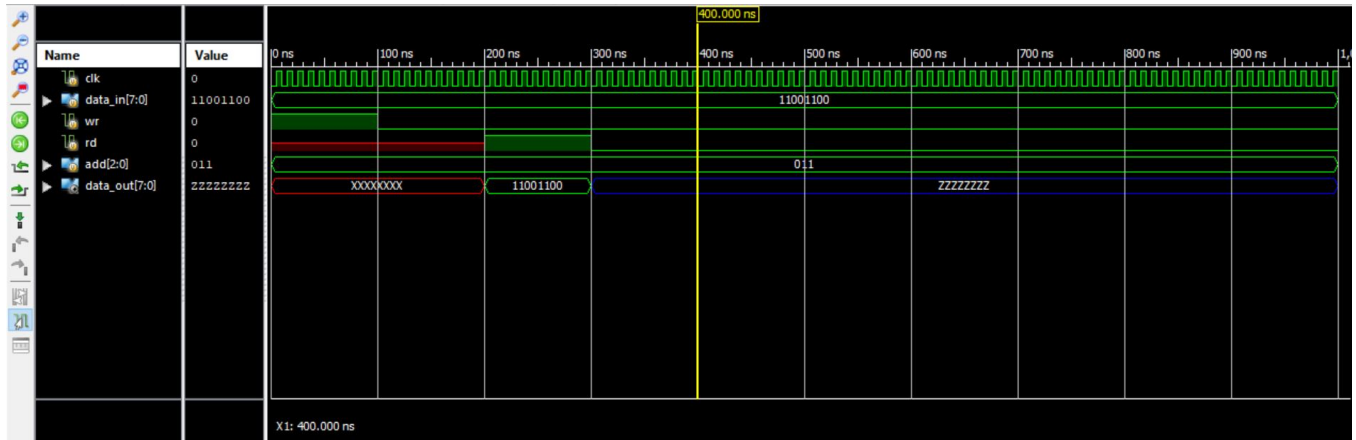 400.000 ns
Name Value 0 ns 100 ns 200 ns 300 ns 400 ns 500 ns 600 ns 700 ns 800 ns 900 ns 1,0
clk 0
data_in[7:0] 11001100 11001100
wr 0
rd 0
add[2:0] 011 011
data_out[7:0] ZZZZZZZZ XXXXXXXX 11001100 ZZZZZZZZ
X1: 400.000 ns